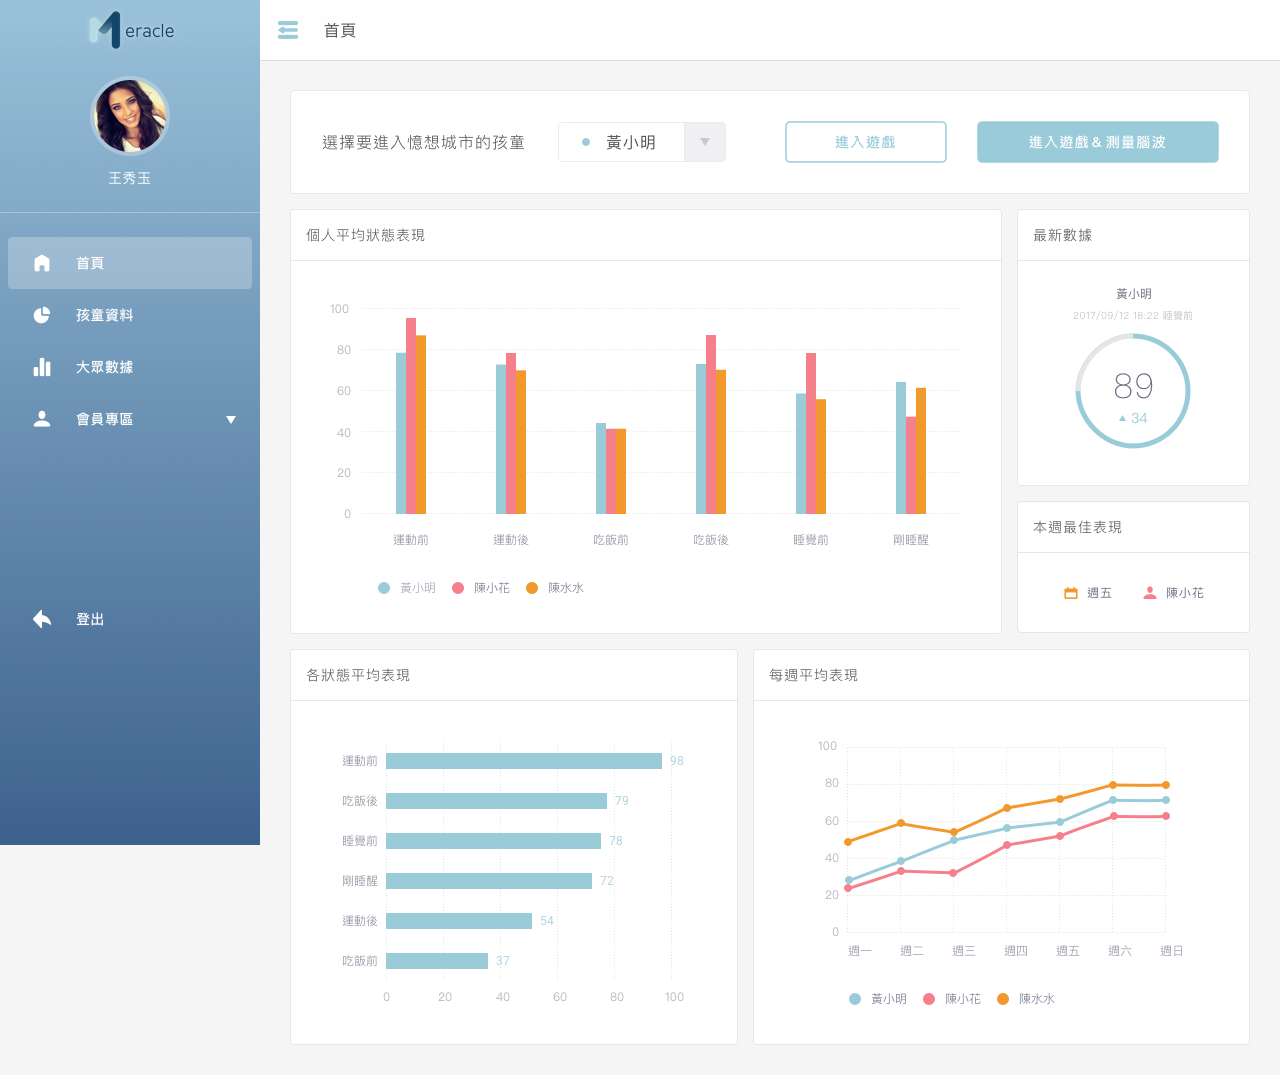 Meracle
王秀玉
首頁
孩童資料
大眾數據
會員專區
登出
首頁
選擇要進入憶想城市的孩童
黃小明
進入遊戲
進入遊戲 & 測量腦波
個人平均狀態表現
100
80
60
40
20
0
運動前 運動後 吃飯前 吃飯後 睡覺前 剛睡醒
黃小明 陳小花 陳水水
最新數據
黃小明
2017/09/12 18:22 睡覺前
89
34
本週最佳表現
週五 陳小花
各狀態平均表現
運動前 98
吃飯後 79
睡覺前 78
剛睡醒 72
運動後 54
吃飯前 37
0 20 40 60 80 100
每週平均表現
100
80
60
40
20
0
週一 週二 週三 週四 週五 週六 週日
黃小明 陳小花 陳水水